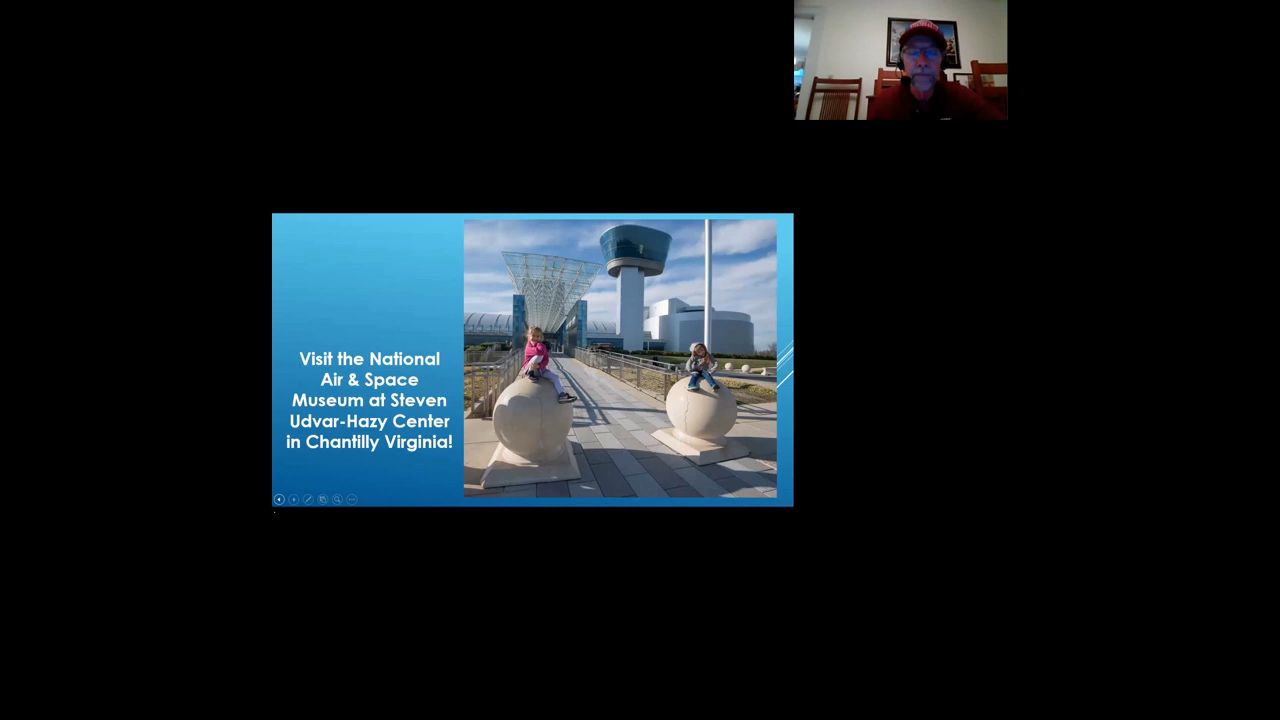 Visit the National
Air & Space
Museum at Steven
Udvar-Hazy Center
in Chantilly Virginia!